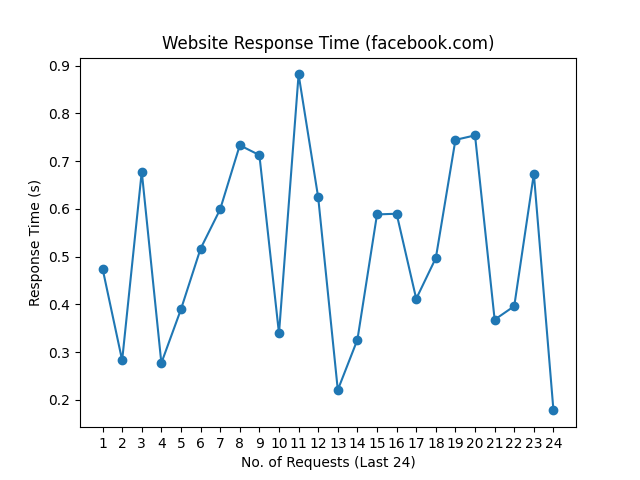 Website Response Time (facebook.com)
0.9
0.8
0.7
0.6
0.5
0.4
0.3
0.2
Response Time (s)
1 2 3 4 5 6 7 8 9 10 11 12 13 14 15 16 17 18 19 20 21 22 23 24
No. of Requests (Last 24)